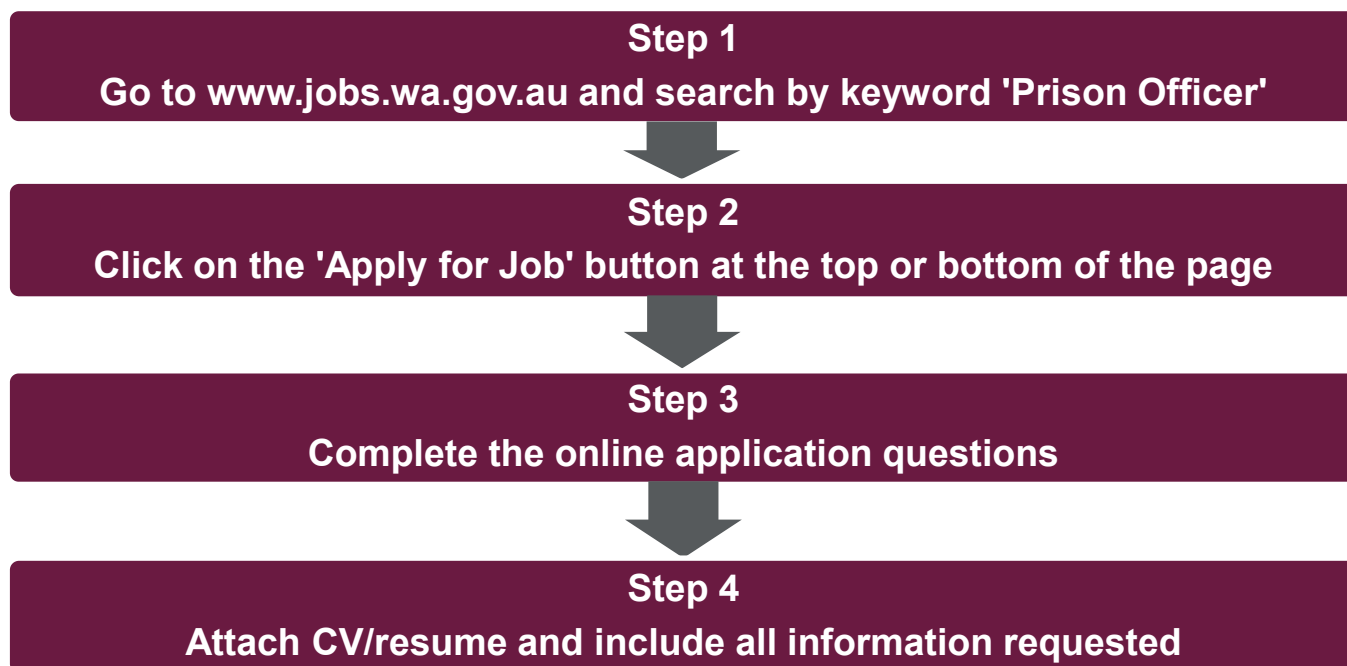 Step 1
Go to www.jobs.wa.gov.au and search by keyword 'Prison Officer'
Step 2
Click on the 'Apply for Job' button at the top or bottom of the page
Step 3
Complete the online application questions
Step 4
Attach CV/resume and include all information requested